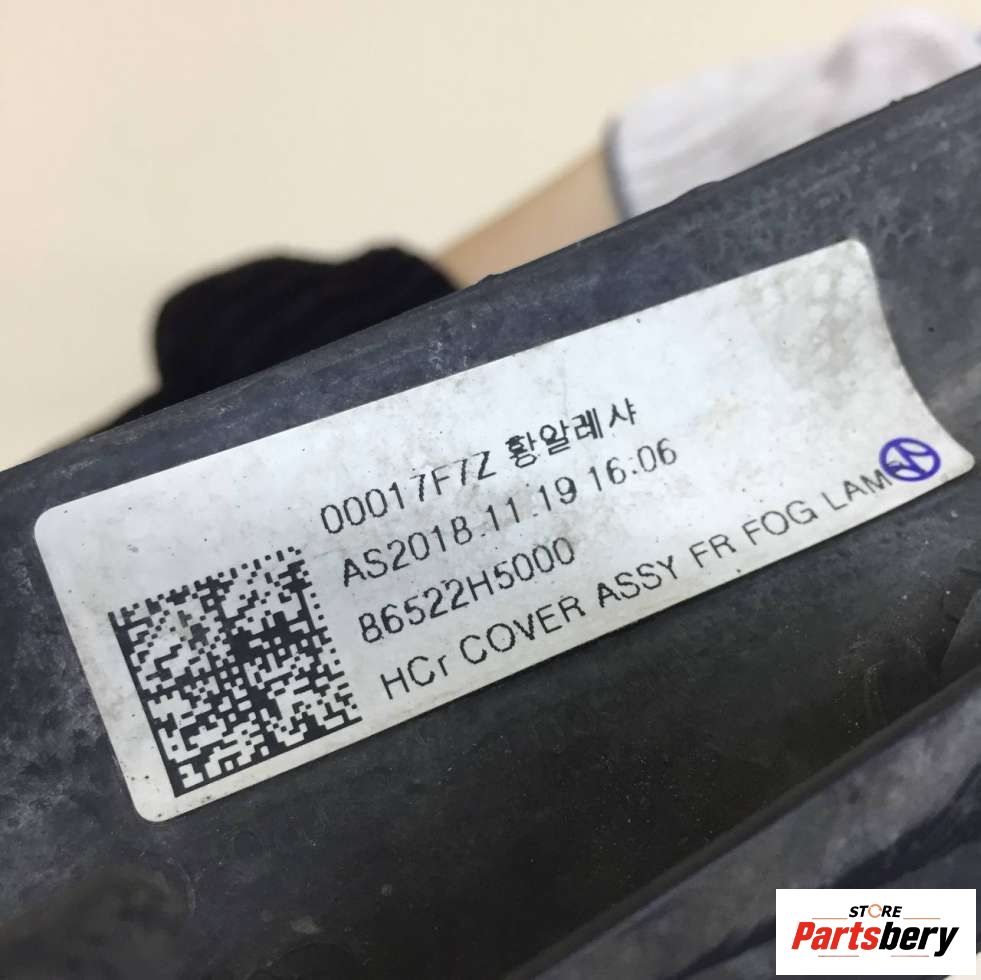 00017F7Z 황알레샤
AS2018.11.19 16:06
86522H5000
HCr COVER ASSY FR FOG LAM
STORE
Partsbery